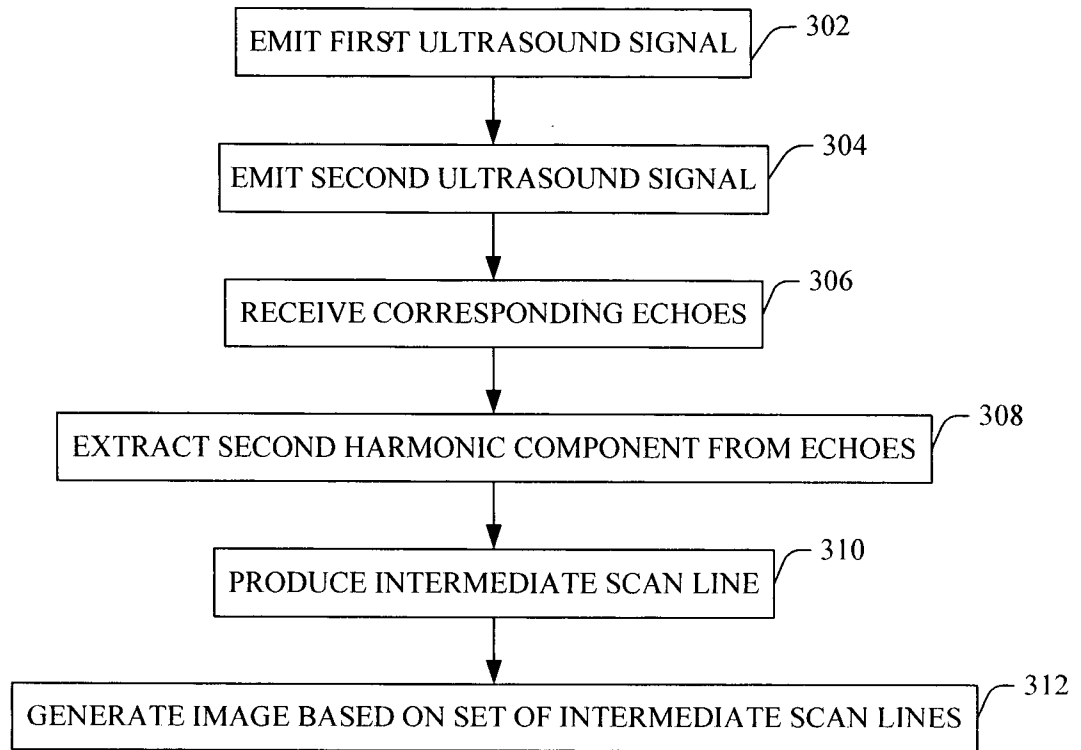 EMIT FIRST ULTRASOUND SIGNAL
302
EMIT SECOND ULTRASOUND SIGNAL
304
RECEIVE CORRESPONDING ECHOES
306
EXTRACT SECOND HARMONIC COMPONENT FROM ECHOES
308
PRODUCE INTERMEDIATE SCAN LINE
310
GENERATE IMAGE BASED ON SET OF INTERMEDIATE SCAN LINES
312